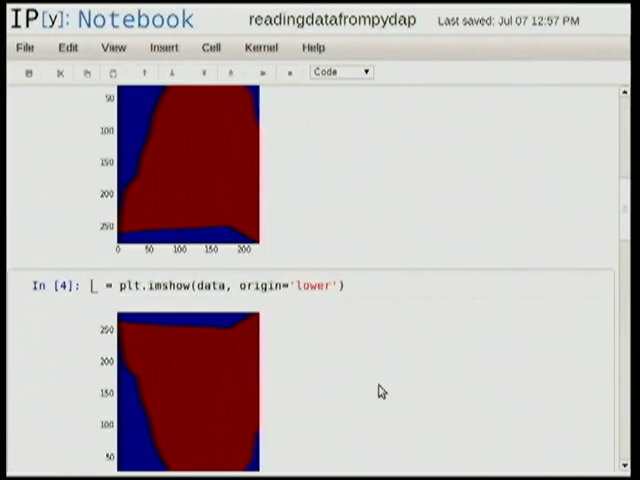 IP[y]: Notebook readingdatafrompydap Last saved: Jul 07 12:57 PM
File Edit View Insert Cell Kernel Help
Code
50
100
150
200
250
0 50 100 150 200
In [4]: _ = plt.imshow(data, origin='lower')
250
200
150
100
50